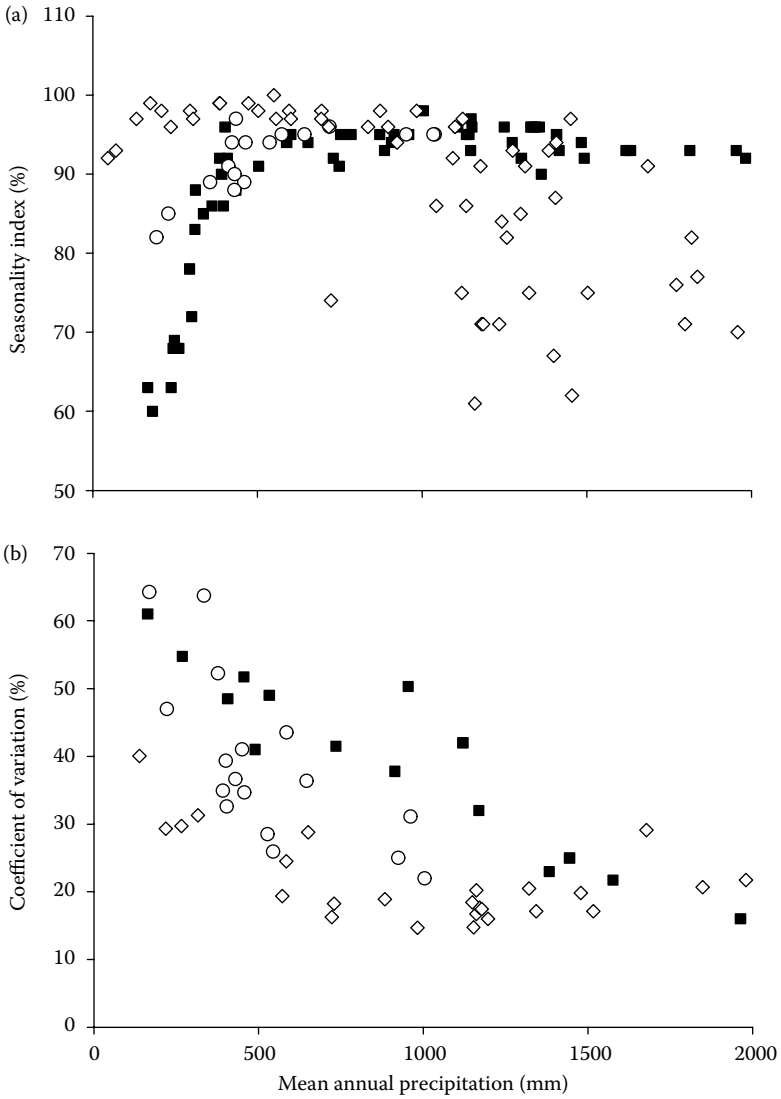 (a)
110
100
90
80
70
60
50
Seasonality index (%)
(b)
70
60
50
40
30
20
10
0
Coefficient of variation (%)
0 500 1000 1500 2000
Mean annual precipitation (mm)